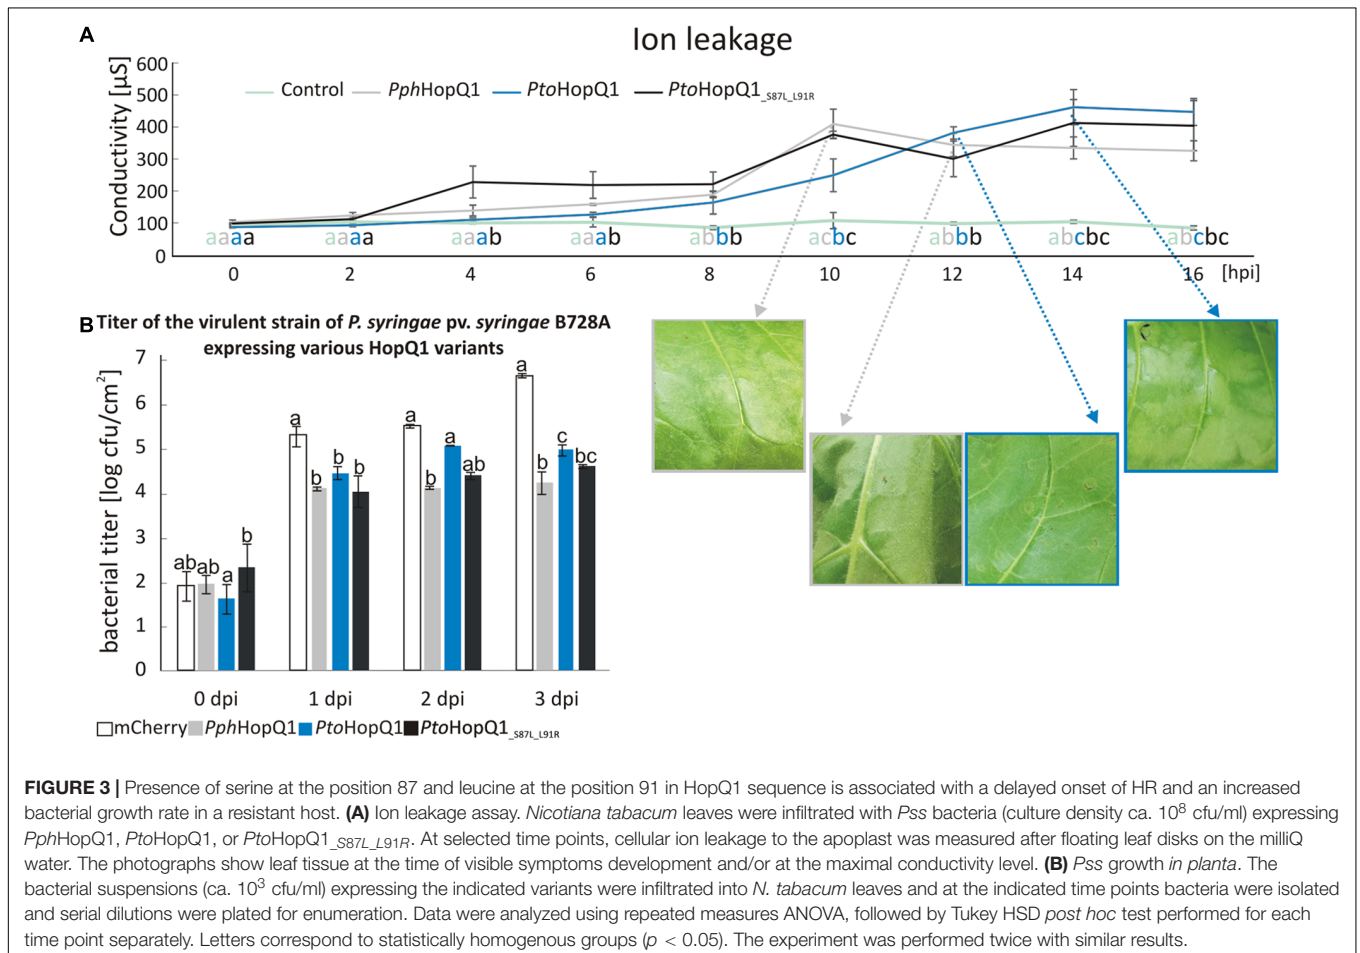 A
Ion leakage
Conductivity [µS]
600
500
400
300
200
100
0
Control
PphHopQ1
PtoHopQ1
PtoHopQ1_S87L_L91R
aaaa aaaa aaab aaab abbb acbc abbb abcbc abcbc
0 2 4 6 8 10 12 14 16 [hpi]
B Titer of the virulent strain of P. syringae pv. syringae B728A
expressing various HopQ1 variants
bacterial titer [log cfu/cm2]
7
6
5
4
3
2
1
0
ab ab a b
a b b b
a b a ab
a b c bc
0 dpi 1 dpi 2 dpi 3 dpi
mCherry PphHopQ1 PtoHopQ1 PtoHopQ1_S87L_L91R
FIGURE 3 | Presence of serine at the position 87 and leucine at the position 91 in HopQ1 sequence is associated with a delayed onset of HR and an increased
bacterial growth rate in a resistant host. (A) Ion leakage assay. Nicotiana tabacum leaves were infiltrated with Pss bacteria (culture density ca. 10⁸ cfu/ml) expressing
PphHopQ1, PtoHopQ1, or PtoHopQ1_S87L_L91R. At selected time points, cellular ion leakage to the apoplast was measured after floating leaf disks on the milliQ
water. The photographs show leaf tissue at the time of visible symptoms development and/or at the maximal conductivity level. (B) Pss growth in planta. The
bacterial suspensions (ca. 10³ cfu/ml) expressing the indicated variants were infiltrated into N. tabacum leaves and at the indicated time points bacteria were isolated
and serial dilutions were plated for enumeration. Data were analyzed using repeated measures ANOVA, followed by Tukey HSD post hoc test performed for each
time point separately. Letters correspond to statistically homogenous groups (p < 0.05). The experiment was performed twice with similar results.